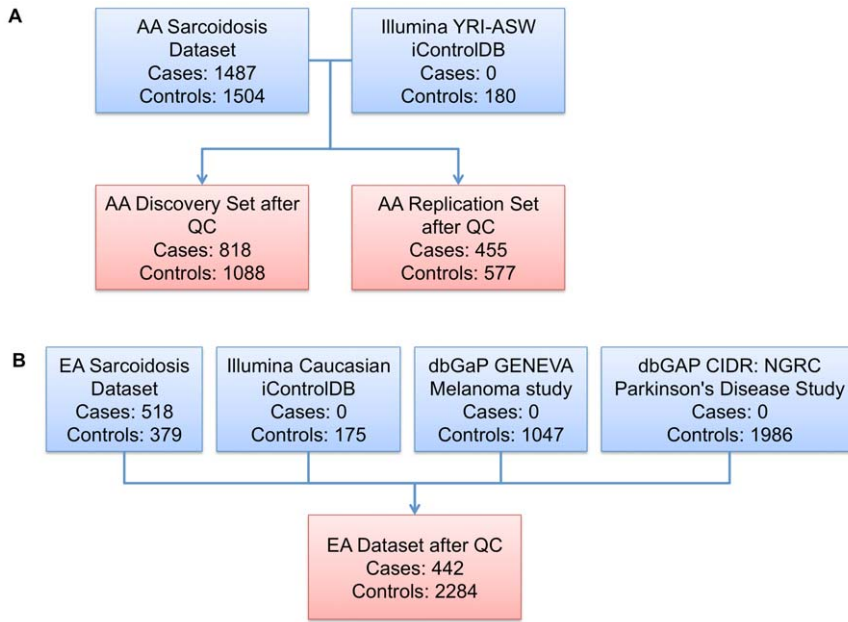 A
AA Sarcoidosis
Dataset
Cases: 1487
Controls: 1504
Illumina YRI-ASW
iControlDB
Cases: 0
Controls: 180
AA Discovery Set after
QC
Cases: 818
Controls: 1088
AA Replication Set
after QC
Cases: 455
Controls: 577
B
EA Sarcoidosis
Dataset
Cases: 518
Controls: 379
Illumina Caucasian
iControlDB
Cases: 0
Controls: 175
dbGaP GENEVA
Melanoma study
Cases: 0
Controls: 1047
dbGAP CIDR: NGRC
Parkinson's Disease Study
Cases: 0
Controls: 1986
EA Dataset after QC
Cases: 442
Controls: 2284